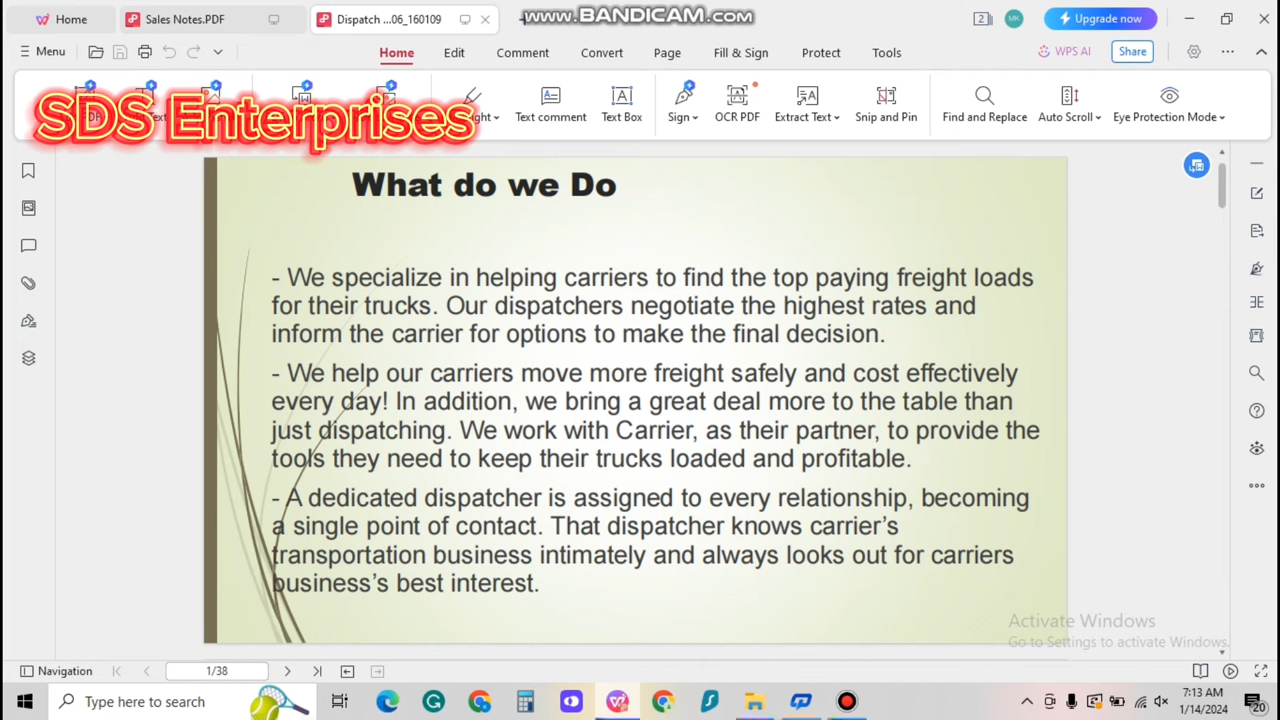 Home
Sales Notes.PDF
Dispatch ...06_160109
WWW.BANDICAM.COM
2
MK
Upgrade now
Menu
Home
Edit
Comment
Convert
Page
Fill & Sign
Protect
Tools
WPS AI
Share
SDS Enterprises
Text comment
Text Box
Sign
OCR PDF
Extract Text
Snip and Pin
Find and Replace
Auto Scroll
Eye Protection Mode
What do we Do
- We specialize in helping carriers to find the top paying freight loads
for their trucks. Our dispatchers negotiate the highest rates and
inform the carrier for options to make the final decision.
- We help our carriers move more freight safely and cost effectively
every day! In addition, we bring a great deal more to the table than
just dispatching. We work with Carrier, as their partner, to provide the
tools they need to keep their trucks loaded and profitable.
- A dedicated dispatcher is assigned to every relationship, becoming
a single point of contact. That dispatcher knows carrier's
transportation business intimately and always looks out for carriers
business's best interest.
Activate Windows
Go to Settings to activate Windows.
Navigation
1/38
Type here to search
7:13 AM
1/14/2024
20